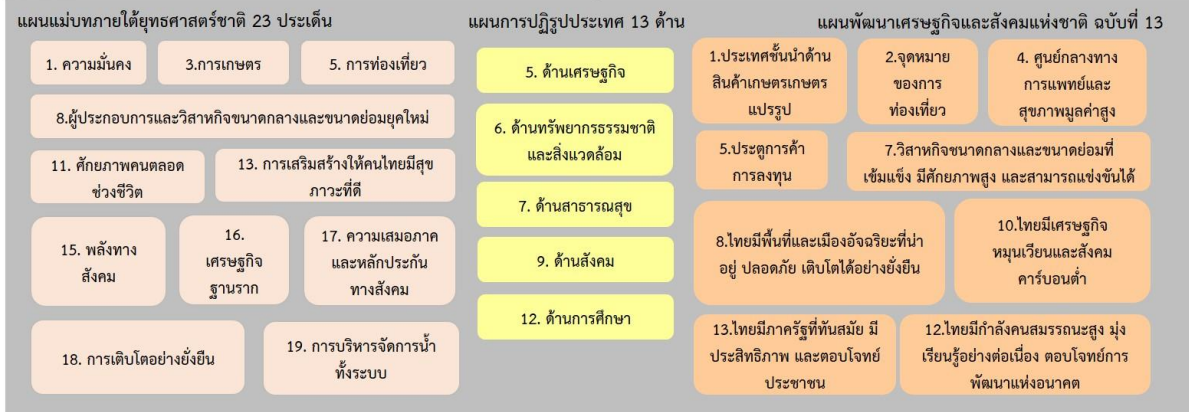 แผนแม่บทภายใต้ยุทธศาสตร์ชาติ 23 ประเด็น
1. ความมั่นคง
3.การเกษตร
5. การท่องเที่ยว
8.ผู้ประกอบการและวิสาหกิจขนาดกลางและขนาดย่อมยุคใหม่
11. ศักยภาพคนตลอด
ช่วงชีวิต
13. การเสริมสร้างให้คนไทยมีสุข
ภาวะที่ดี
15. พลังทาง
สังคม
16.
เศรษฐกิจ
ฐานราก
17. ความเสมอภาค
และหลักประกัน
ทางสังคม
18. การเติบโตอย่างยั่งยืน
19. การบริหารจัดการน้ำ
ทั้งระบบ
แผนการปฏิรูปประเทศ 13 ด้าน
5. ด้านเศรษฐกิจ
6. ด้านทรัพยากรธรรมชาติ
และสิ่งแวดล้อม
7. ด้านสาธารณสุข
9. ด้านสังคม
12. ด้านการศึกษา
แผนพัฒนาเศรษฐกิจและสังคมแห่งชาติ ฉบับที่ 13
1.ประเทศชั้นนำด้าน
สินค้าเกษตรเกษตร
แปรรูป
2.จุดหมาย
ของการ
ท่องเที่ยว
4. ศูนย์กลางทาง
การแพทย์และ
สุขภาพมูลค่าสูง
5.ประตูการค้า
การลงทุน
7.วิสาหกิจขนาดกลางและขนาดย่อมที่
เข้มแข็ง มีศักยภาพสูง และสามารถแข่งขันได้
8.ไทยมีพื้นที่และเมืองอัจฉริยะที่น่า
อยู่ ปลอดภัย เติบโตได้อย่างยั่งยืน
10.ไทยมีเศรษฐกิจ
หมุนเวียนและสังคม
คาร์บอนต่ำ
13.ไทยมีภาครัฐที่ทันสมัย มี
ประสิทธิภาพ และตอบโจทย์
ประชาชน
12.ไทยมีกำลังคนสมรรถนะสูง มุ่ง
เรียนรู้อย่างต่อเนื่อง ตอบโจทย์การ
พัฒนาแห่งอนาคต